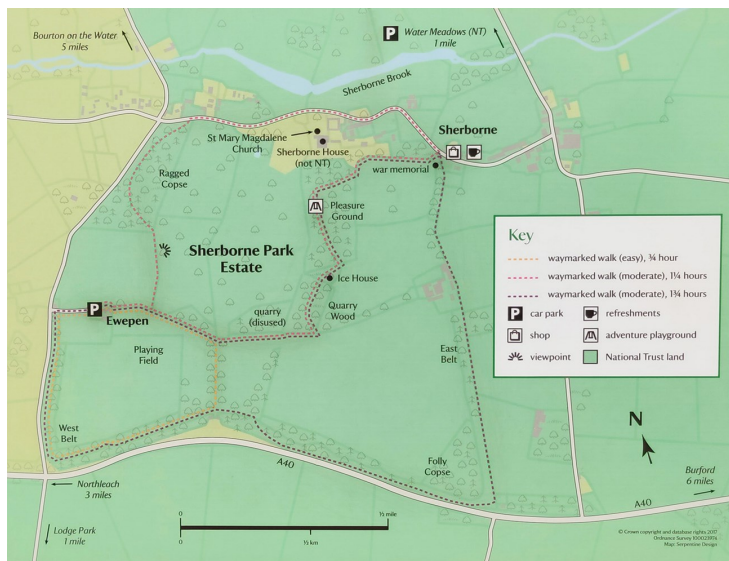 Bourton on the Water
5 miles
P
Water Meadows (NT)
1 mile
Sherborne Brook
Sherborne
St Mary Magdalene
Church
Sherborne House
(not NT)
war memorial
Ragged
Copse
Pleasure
Ground
Sherborne Park
Estate
Ice House
Quarry
Wood
quarry
(disused)
P
Ewepen
Playing
Field
East
Belt
West
Belt
Folly
Copse
A40
A40
Northleach
3 miles
Lodge Park
1 mile
Burford
6 miles
N
Key
waymarked walk (easy), ¾ hour
waymarked walk (moderate), 1¼ hours
waymarked walk (moderate), 1¾ hours
P car park
refreshments
shop
adventure playground
viewpoint
National Trust land
0 ½ mile
0 ½ km
© Crown copyright and database rights
Ordnance Survey
Map: Serpentine Design